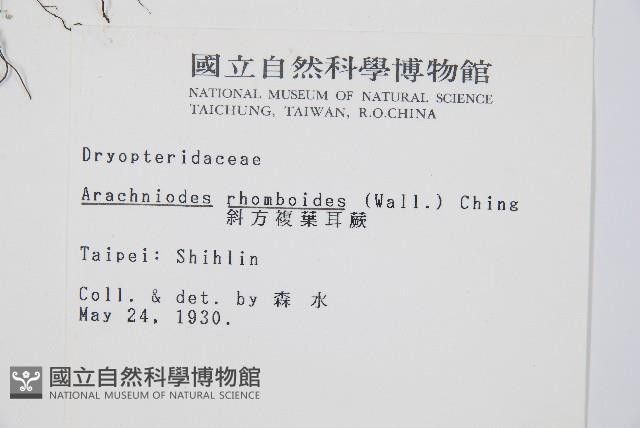 國立自然科學博物館
NATIONAL MUSEUM OF NATURAL SCIENCE
TAICHUNG, TAIWAN, R.O.CHINA
Dryopteridaceae
Arachniodes rhomboides (Wall.) Ching
斜方複葉耳蕨
Taipei: Shihlin
Coll. & det. by 森 水
May 24, 1930.
國立自然科學博物館
NATIONAL MUSEUM OF NATURAL SCIENCE